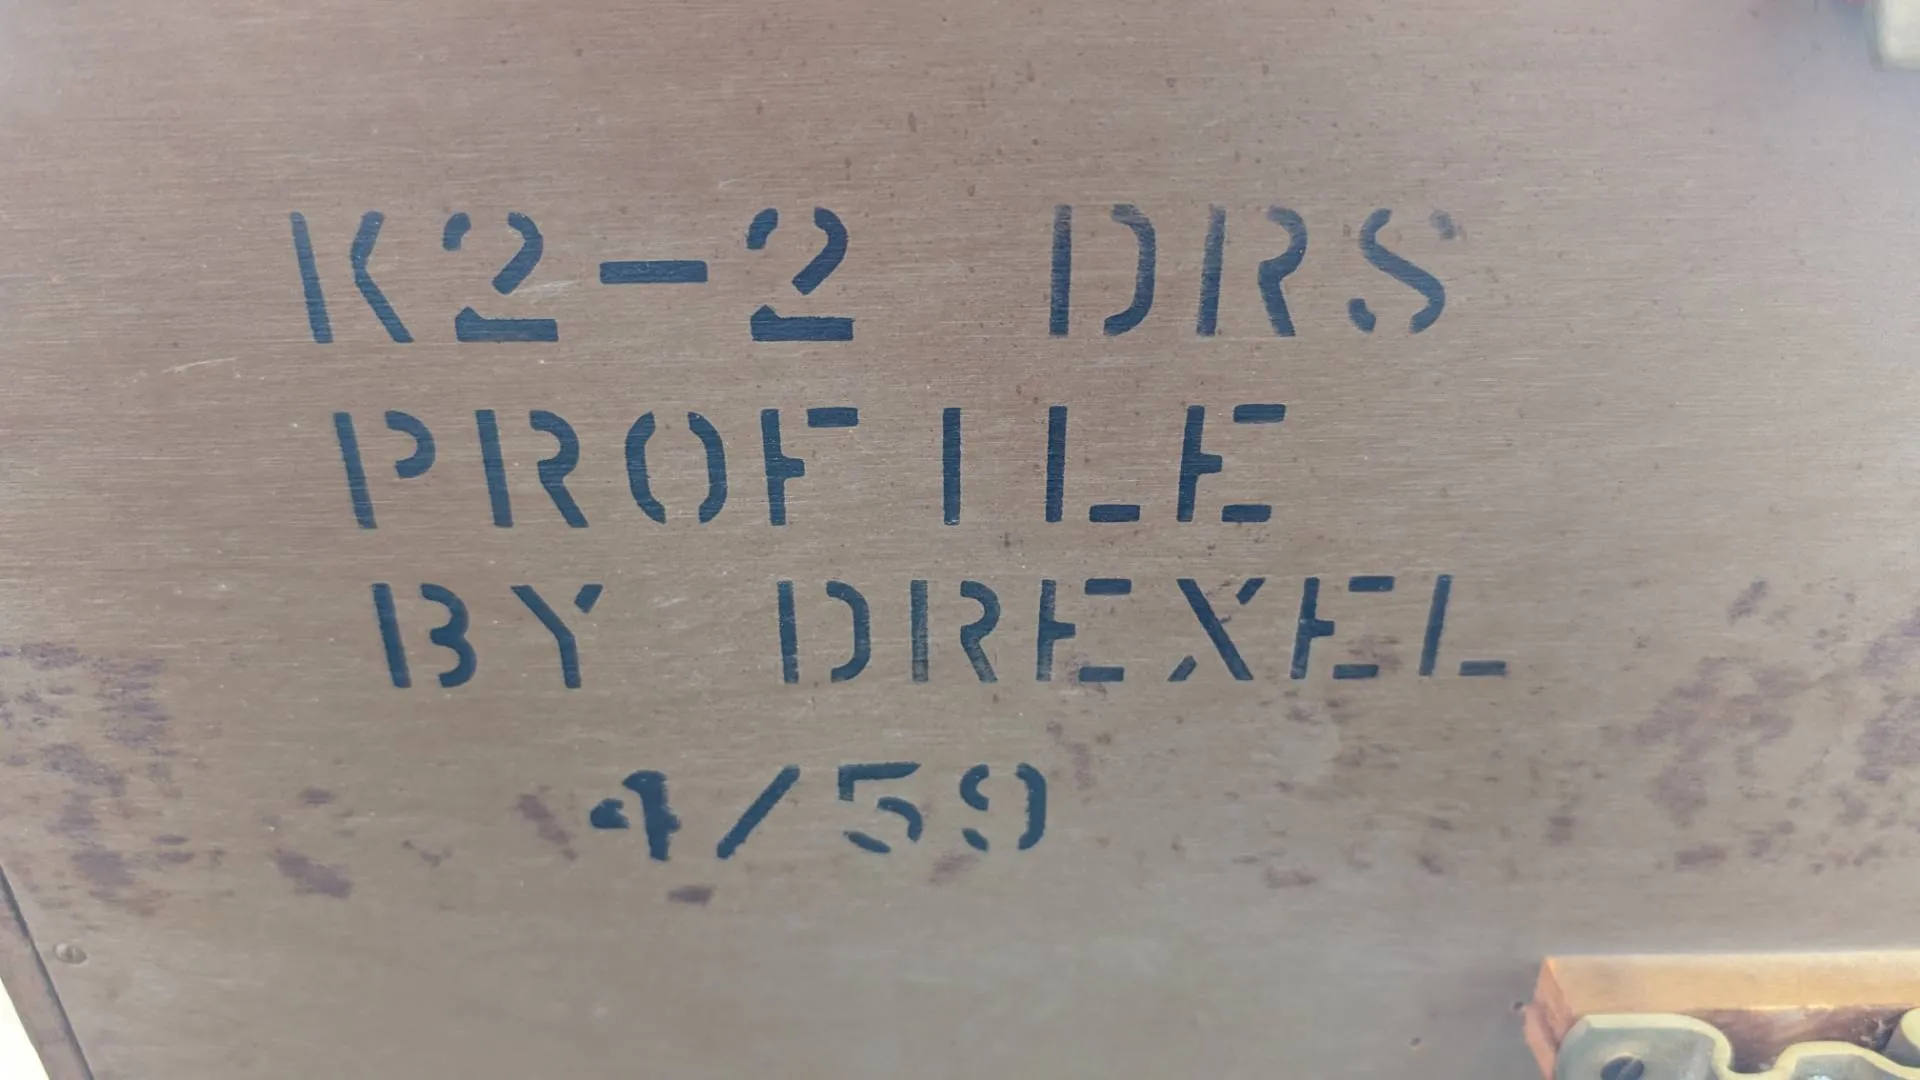 K2-2 DRS
PROFILE
BY DREXEL
4/59